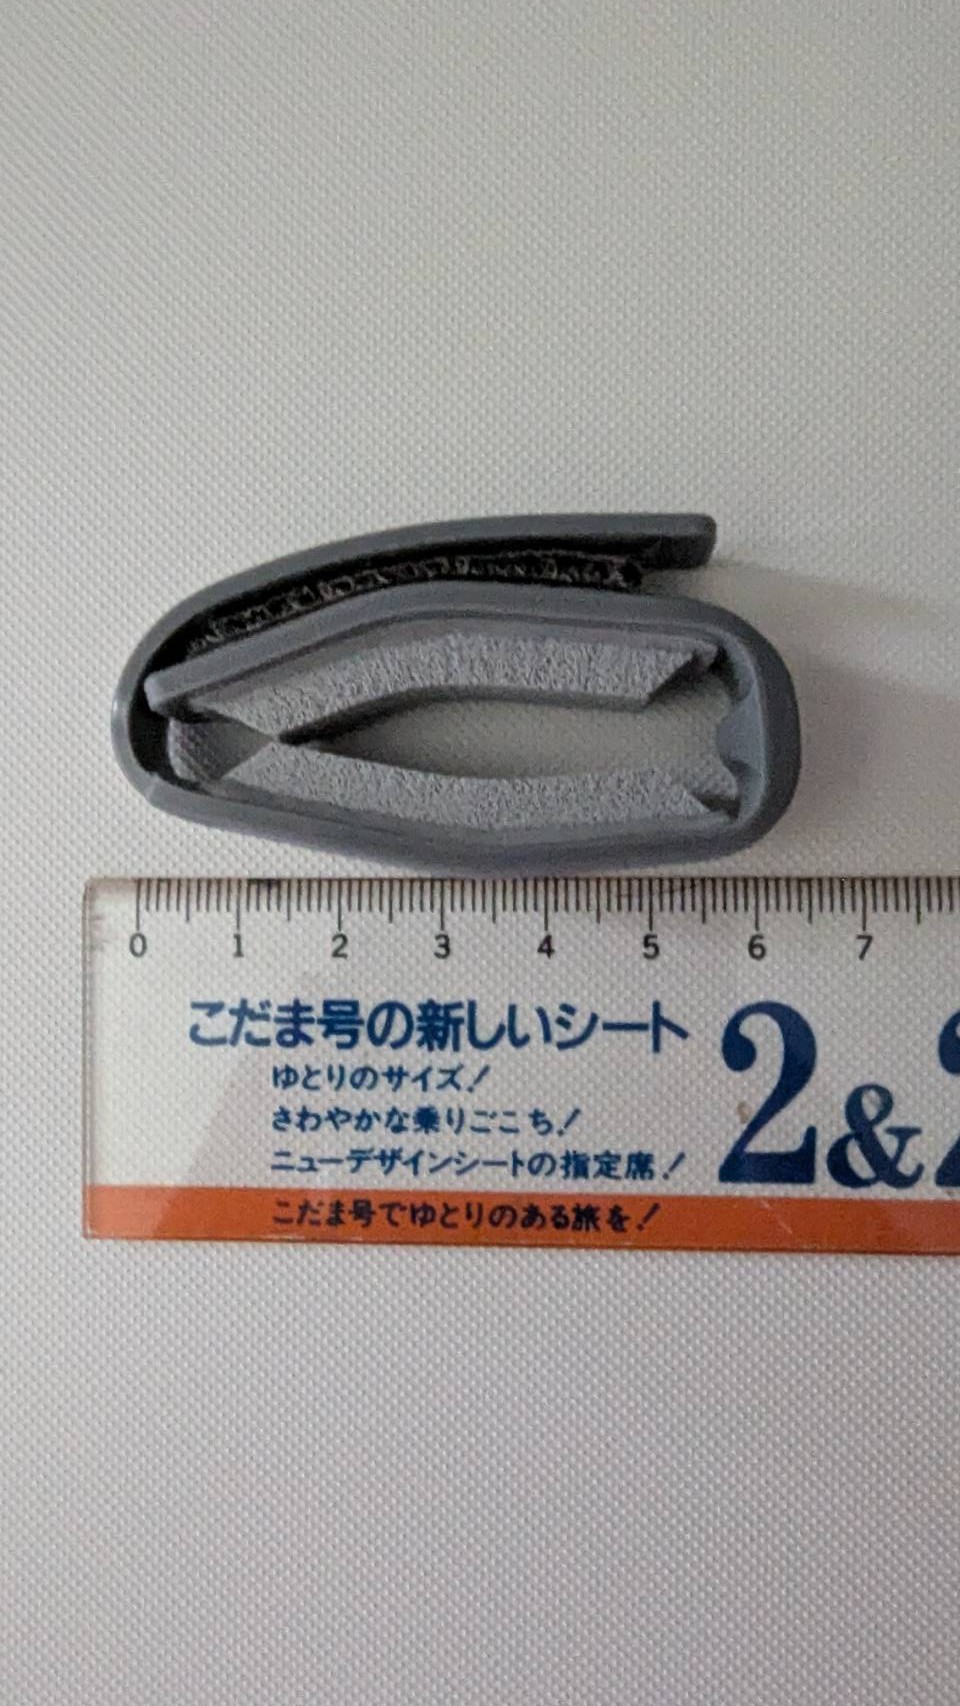 0 1 2 3 4 5 6 7
こだま号の新しいシート
2&2
ゆとりのサイズ!
さわやかな乗りごこち!
ニューデザインシートの指定席!
こだま号でゆとりのある旅を!